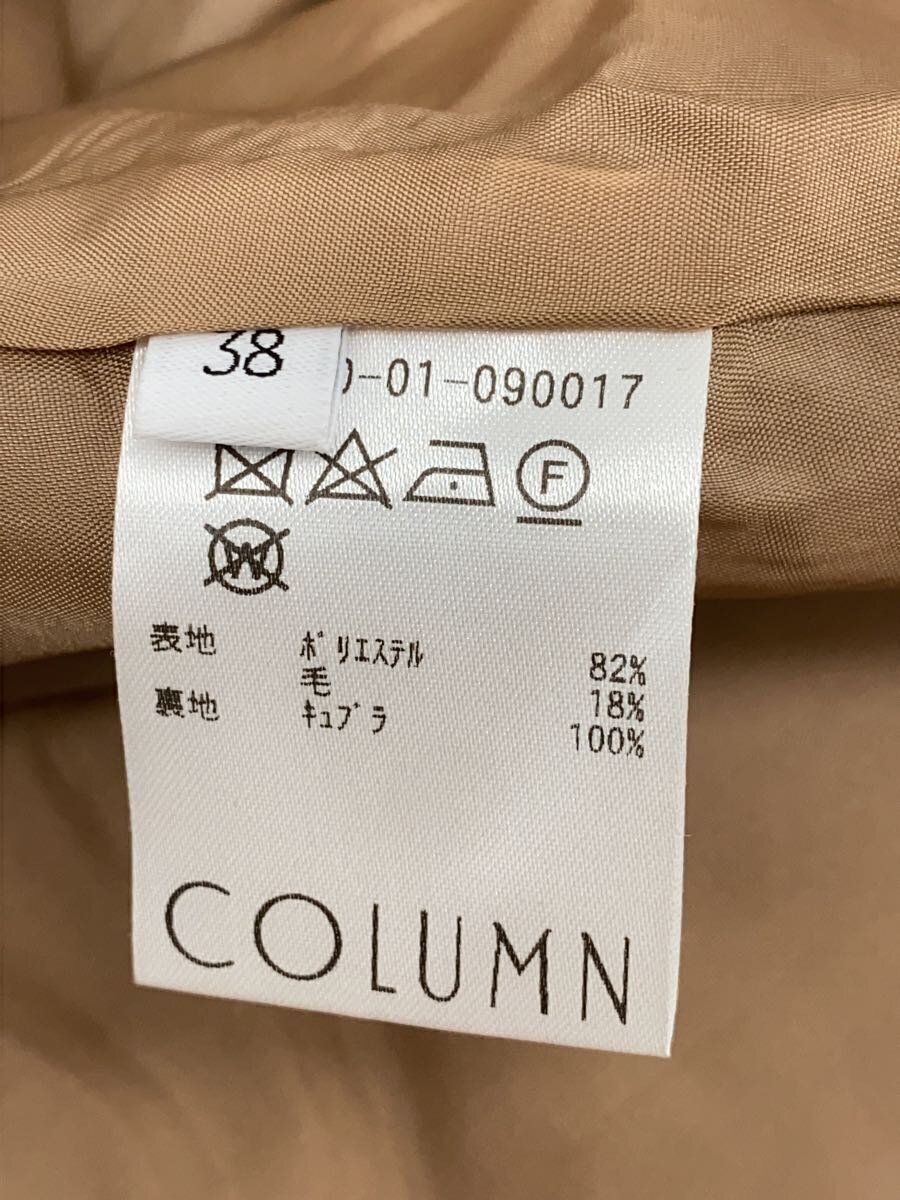 38
)-01-090017
F
W
表地 ﾎﾟﾘｴｽﾃﾙ 82%
毛 18%
裏地 ｷｭﾌﾟﾗ 100%
COLUMN